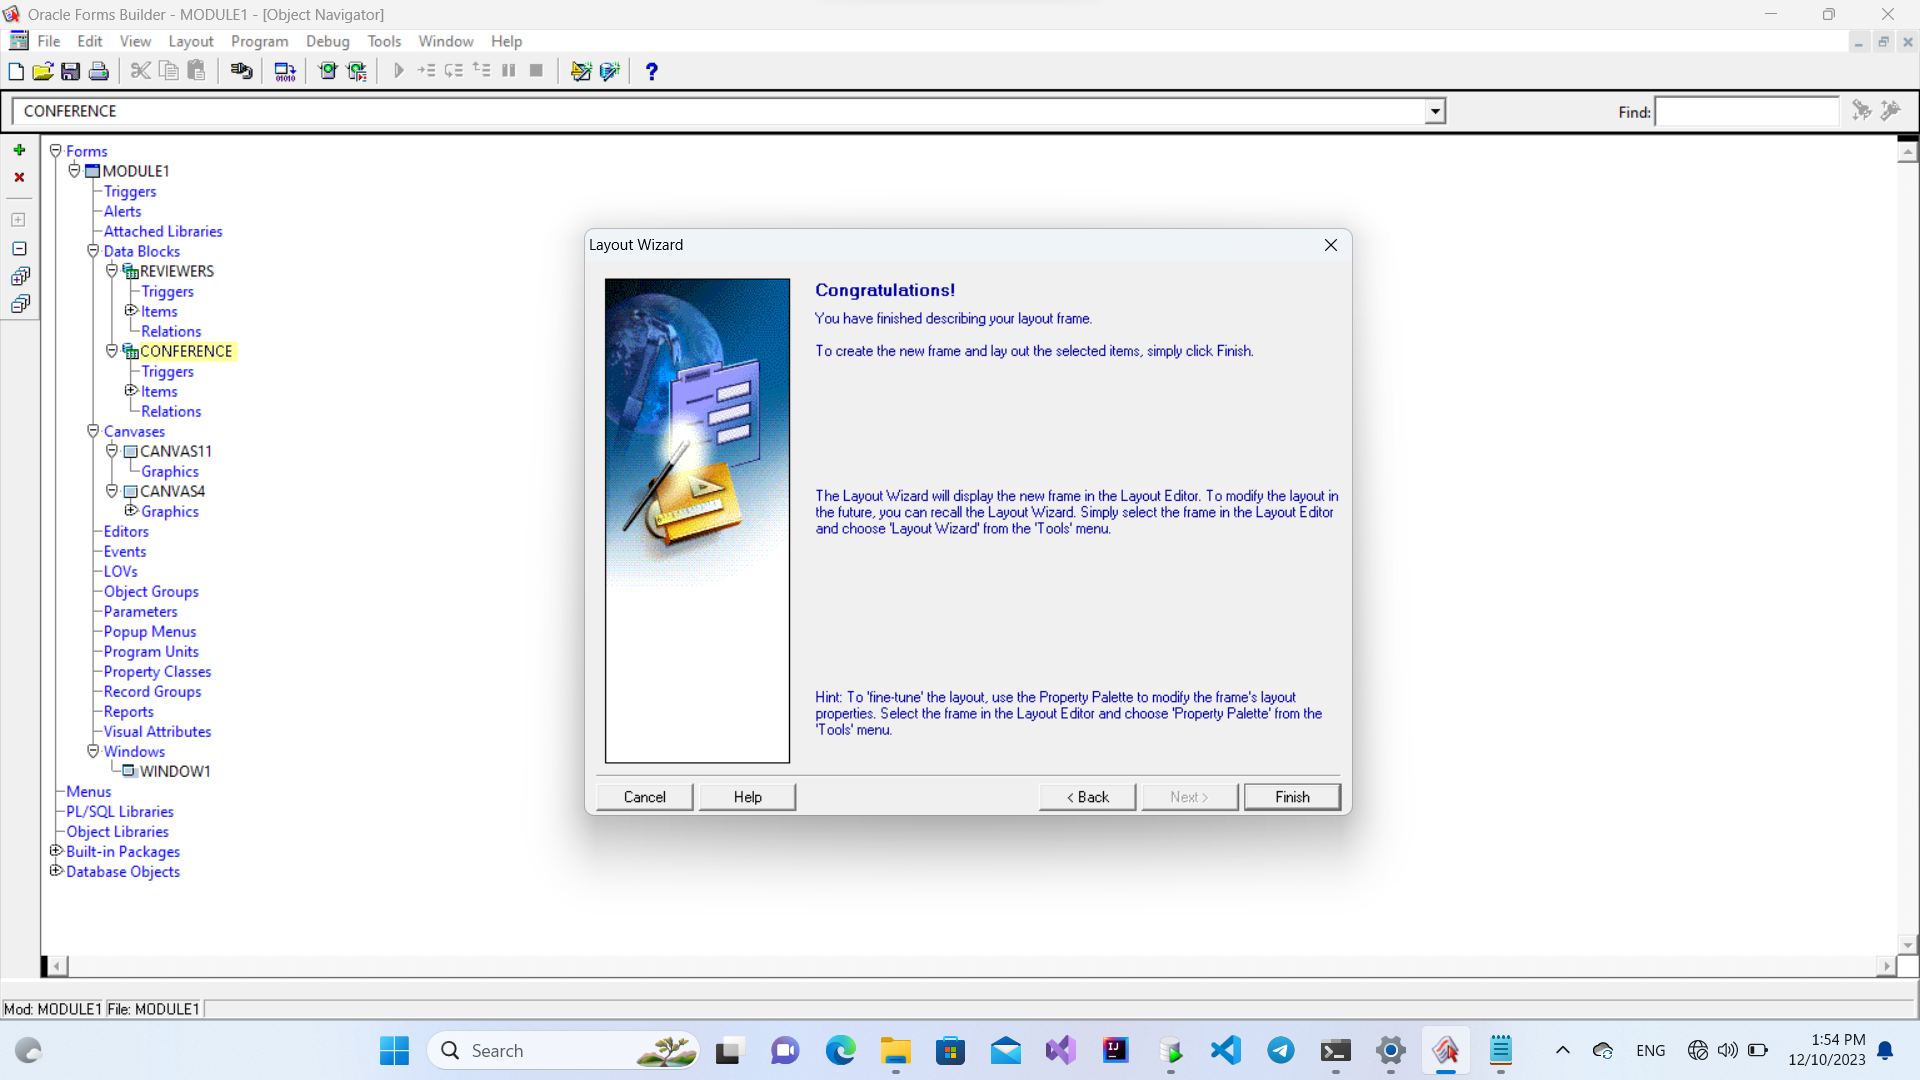 Oracle Forms Builder - MODULE1 - [Object Navigator]
File Edit View Layout Program Debug Tools Window Help
CONFERENCE
Find:
Forms
MODULE1
Triggers
Alerts
Attached Libraries
Data Blocks
REVIEWERS
Triggers
Items
Relations
CONFERENCE
Triggers
Items
Relations
Canvases
CANVAS11
Graphics
CANVAS4
Graphics
Editors
Events
LOVs
Object Groups
Parameters
Popup Menus
Program Units
Property Classes
Record Groups
Reports
Visual Attributes
Windows
WINDOW1
Menus
PL/SQL Libraries
Object Libraries
Built-in Packages
Database Objects
Layout Wizard
Congratulations!
You have finished describing your layout frame.
To create the new frame and lay out the selected items, simply click Finish.
The Layout Wizard will display the new frame in the Layout Editor. To modify the layout in
the future, you can recall the Layout Wizard. Simply select the frame in the Layout Editor
and choose 'Layout Wizard' from the 'Tools' menu.
Hint: To 'fine-tune' the layout, use the Property Palette to modify the frame's layout
properties. Select the frame in the Layout Editor and choose 'Property Palette' from the
'Tools' menu.
Cancel Help < Back Next > Finish
Mod: MODULE1 File: MODULE1
Search
ENG
1:54 PM
12/10/2023